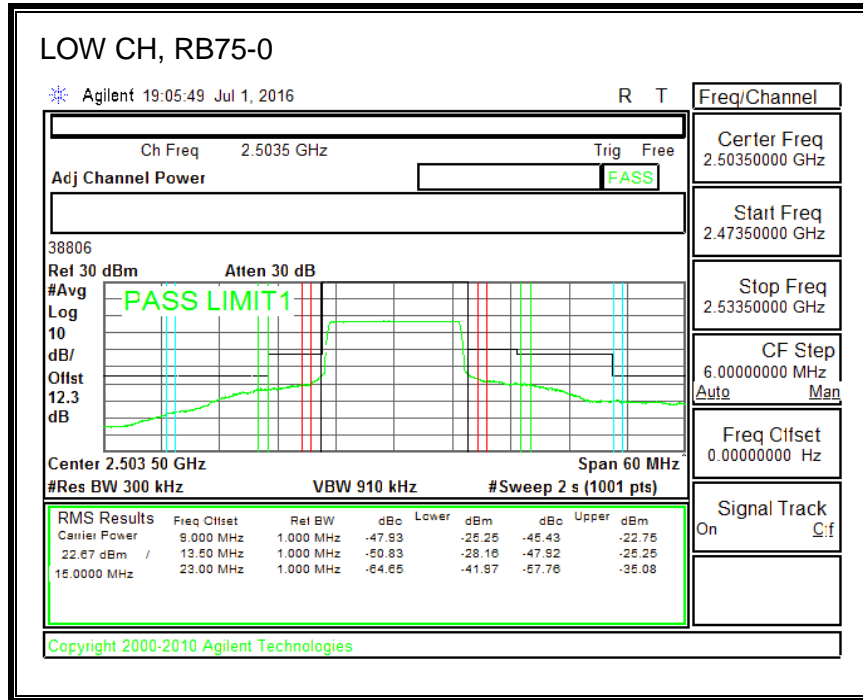 LOW CH, RB75-0
Agilent 19:05:49 Jul 1, 2016 R T
Ch Freq 2.5035 GHz Trig Free
Adj Channel Power PASS
38806
Ref 30 dBm Atten 30 dB
#Avg
Log
10
dB/
Offst
12.3
dB
PASS LIMIT1
Center 2.503 50 GHz Span 60 MHz
#Res BW 300 kHz VBW 910 kHz #Sweep 2 s (1001 pts)
RMS Results Freq Offset Ref BW dBc Lower dBm dBc Upper dBm
Carrier Power 9.000 MHz 1.000 MHz -47.93 -25.25 -45.43 -22.75
22.67 dBm / 13.50 MHz 1.000 MHz -50.83 -28.16 -47.92 -25.25
15.0000 MHz 23.00 MHz 1.000 MHz -64.65 -41.97 -57.76 -35.08
Copyright 2000-2010 Agilent Technologies
Freq/Channel
Center Freq
2.50350000 GHz
Start Freq
2.47350000 GHz
Stop Freq
2.53350000 GHz
CF Step
6.00000000 MHz
Auto Man
Freq Offset
0.00000000 Hz
Signal Track
On Off